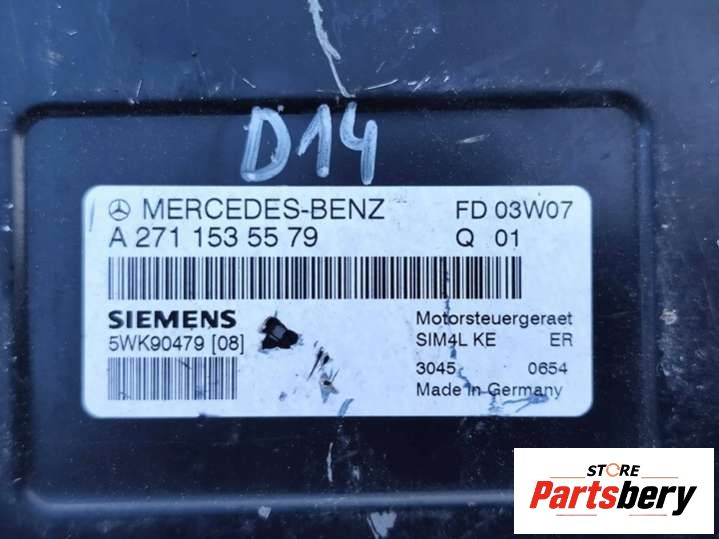 D14
MERCEDES-BENZ FD 03W07
A 271 153 55 79 Q 01
SIEMENS Motorsteuergeraet
5WK90479 [08] SIM4L KE ER
3045 0654
Made in Germany
STORE
Partsbery